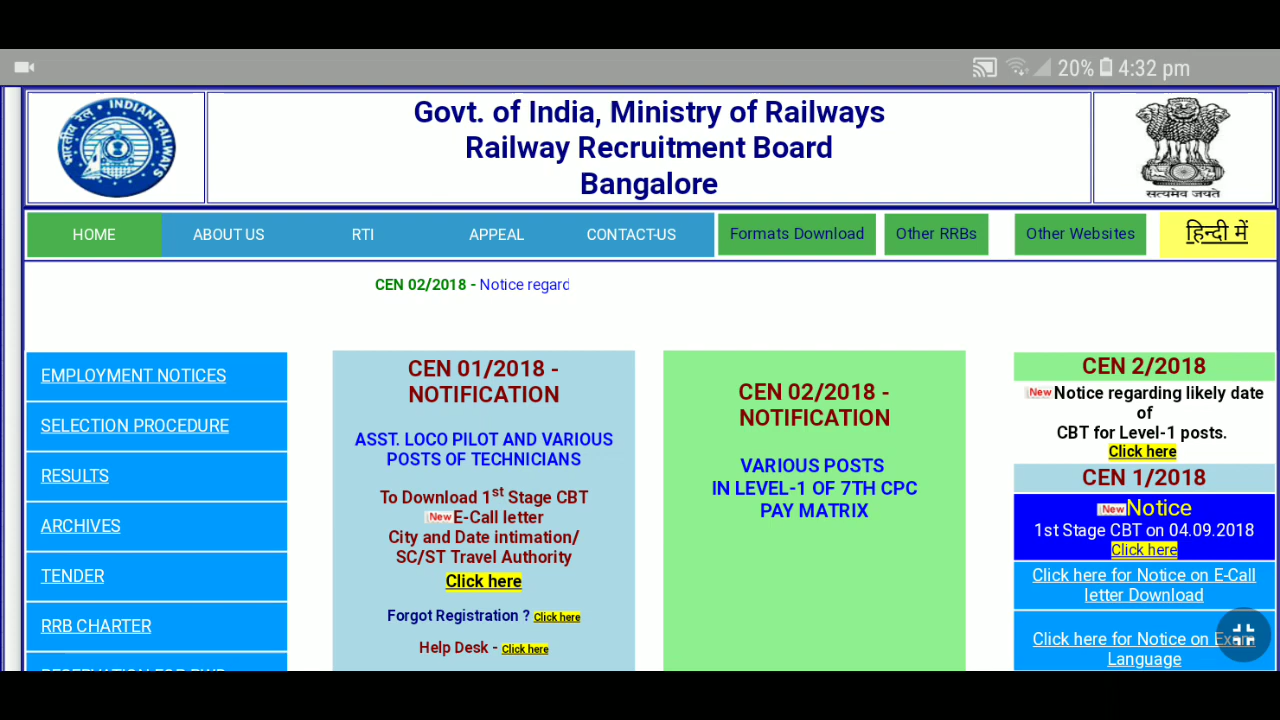 20% 4:32 pm
भारतीय रेल INDIAN RAILWAYS
Govt. of India, Ministry of Railways
Railway Recruitment Board
Bangalore
सत्यमेव जयते
HOME ABOUT US RTI APPEAL CONTACT-US Formats Download Other RRBs Other Websites हिन्दी में
CEN 02/2018 - Notice regard
EMPLOYMENT NOTICES
SELECTION PROCEDURE
RESULTS
ARCHIVES
TENDER
RRB CHARTER
RESERVATION FOR PWD
CEN 01/2018 -
NOTIFICATION
ASST. LOCO PILOT AND VARIOUS
POSTS OF TECHNICIANS
To Download 1st Stage CBT
New E-Call letter
City and Date intimation/
SC/ST Travel Authority
Click here
Forgot Registration ? Click here
Help Desk - Click here
CEN 02/2018 -
NOTIFICATION
VARIOUS POSTS
IN LEVEL-1 OF 7TH CPC
PAY MATRIX
CEN 2/2018
New Notice regarding likely date
of
CBT for Level-1 posts.
Click here
CEN 1/2018
New Notice
1st Stage CBT on 04.09.2018
Click here
Click here for Notice on E-Call
letter Download
Click here for Notice on Exam
Language